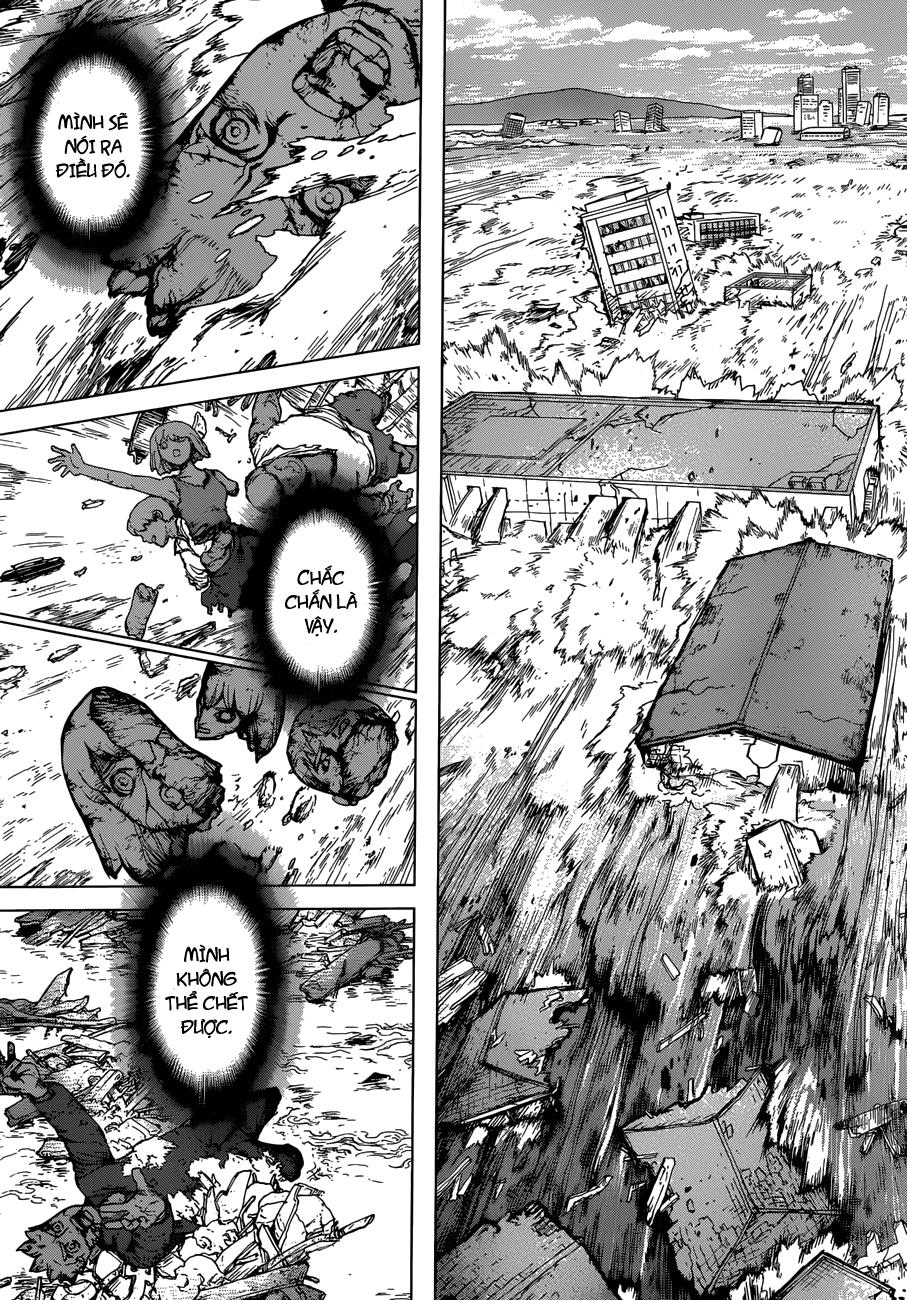 MÌNH SẼ
NÓI RA
ĐIỀU ĐÓ.
CHẮC
CHẮN LÀ
VẬY.
MÌNH
KHÔNG
THỂ CHẾT
ĐƯỢC.